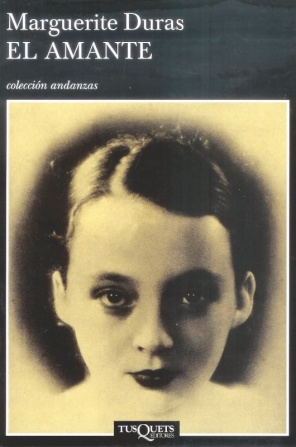 Marguerite Duras
EL AMANTE
colección andanzas
TUSQUETS
EDITORES